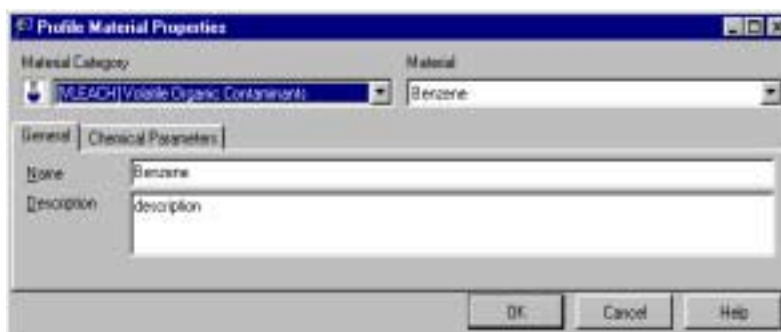 Profile Material Properties
Material Category
Material
[VLEACH] Volatile Organic Contaminants
Benzene
General
Chemical Parameters
Name
Benzene
Description
description
OK
Cancel
Help